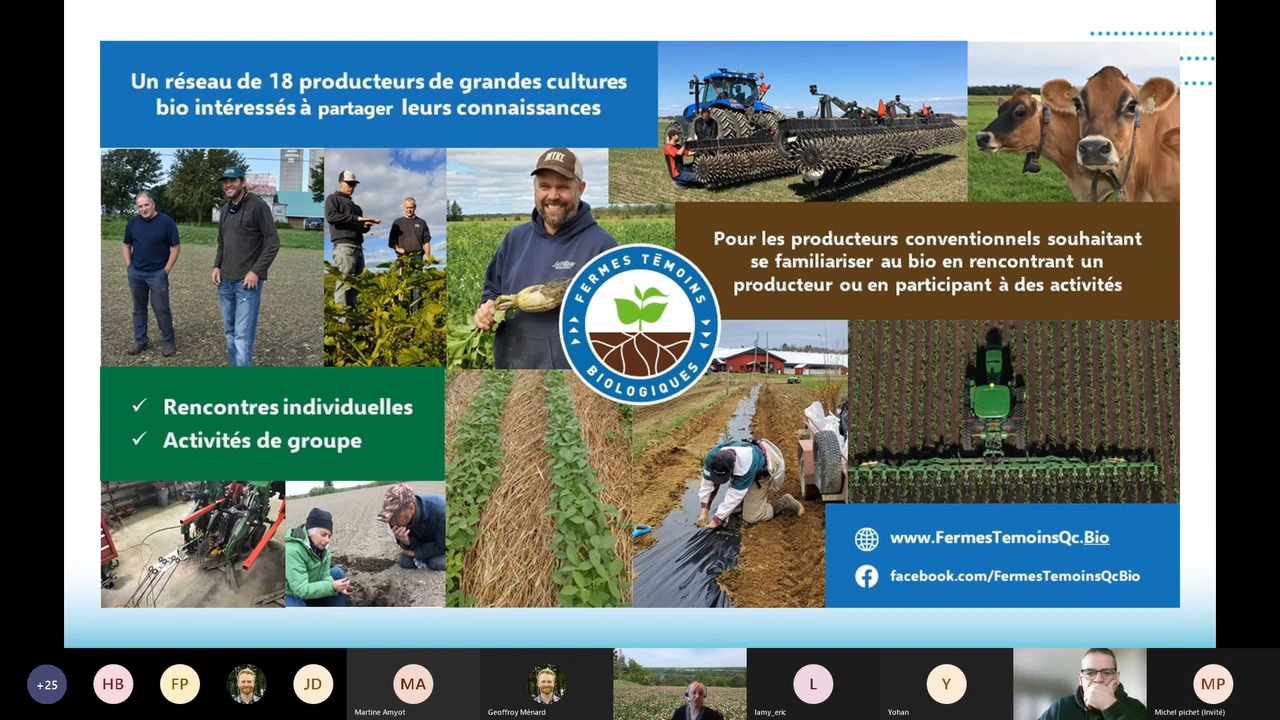 Un réseau de 18 producteurs de grandes cultures
bio intéressés à partager leurs connaissances
Pour les producteurs conventionnels souhaitant
se familiariser au bio en rencontrant un
producteur ou en participant à des activités
FERMES TÉMOINS
BIOLOGIQUES
✓ Rencontres individuelles
✓ Activités de groupe
www.FermesTemoinsQc.Bio
facebook.com/FermesTemoinsQcBio
+25
HB
FP
JD
MA
L
Y
MP
Martine Amyot
Geoffroy Ménard
lamy_eric
Yohan
Michel pichet (Invité)